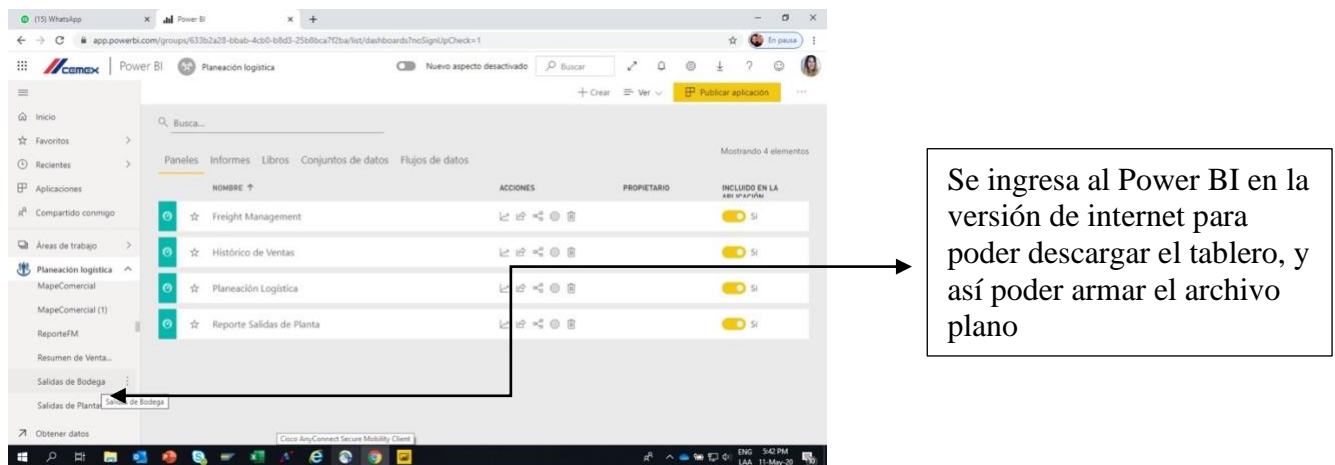 (15) WhatsApp
Power BI
app.powerbi.com/groups/633b2a28-bbab-4cb0-b8d3-25b8bca7f2ba/list/dashboards?noSignUpCheck=1
En pausa
CEMEX Power BI Planeación logística
Nuevo aspecto desactivado
Buscar
Crear Ver Publicar aplicación
Inicio
Favoritos
Recientes
Aplicaciones
Compartido conmigo
Áreas de trabajo
Planeación logística
MapeComercial
MapeComercial (1)
ReporteFM
Resumen de Venta...
Salidas de Bodega
Salidas de Planta
Salidas de Bodega
Obtener datos
Busca...
Paneles Informes Libros Conjuntos de datos Flujos de datos
Mostrando 4 elementos
NOMBRE ACCIONES PROPIETARIO INCLUIDO EN LA
APLICACIÓN
Freight Management Sí
Histórico de Ventas Sí
Planeación Logística Sí
Reporte Salidas de Planta Sí
Cisco AnyConnect Secure Mobility Client
ENG 5:42 PM
LAA 11-May-20
Se ingresa al Power BI en la
versión de internet para
poder descargar el tablero, y
así poder armar el archivo
plano